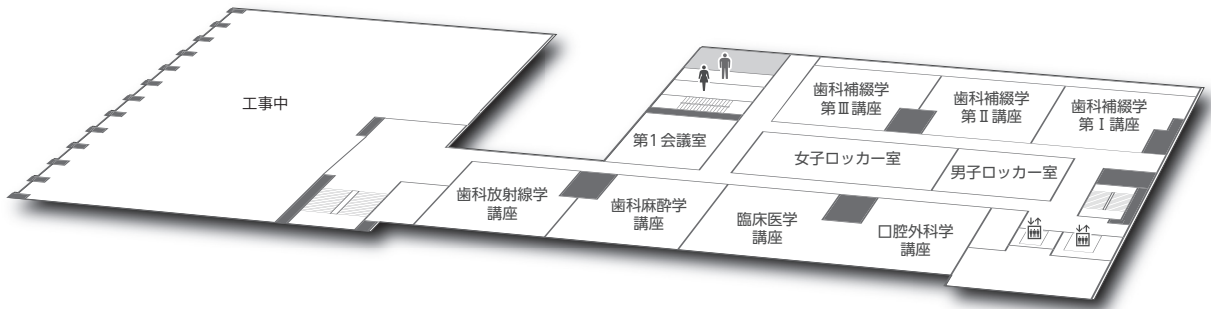 工事中
歯科補綴学
第Ⅲ講座
歯科補綴学
第Ⅱ講座
歯科補綴学
第Ⅰ講座
第1会議室
女子ロッカー室
男子ロッカー室
歯科放射線学
講座
歯科麻酔学
講座
臨床医学
講座
口腔外科学
講座